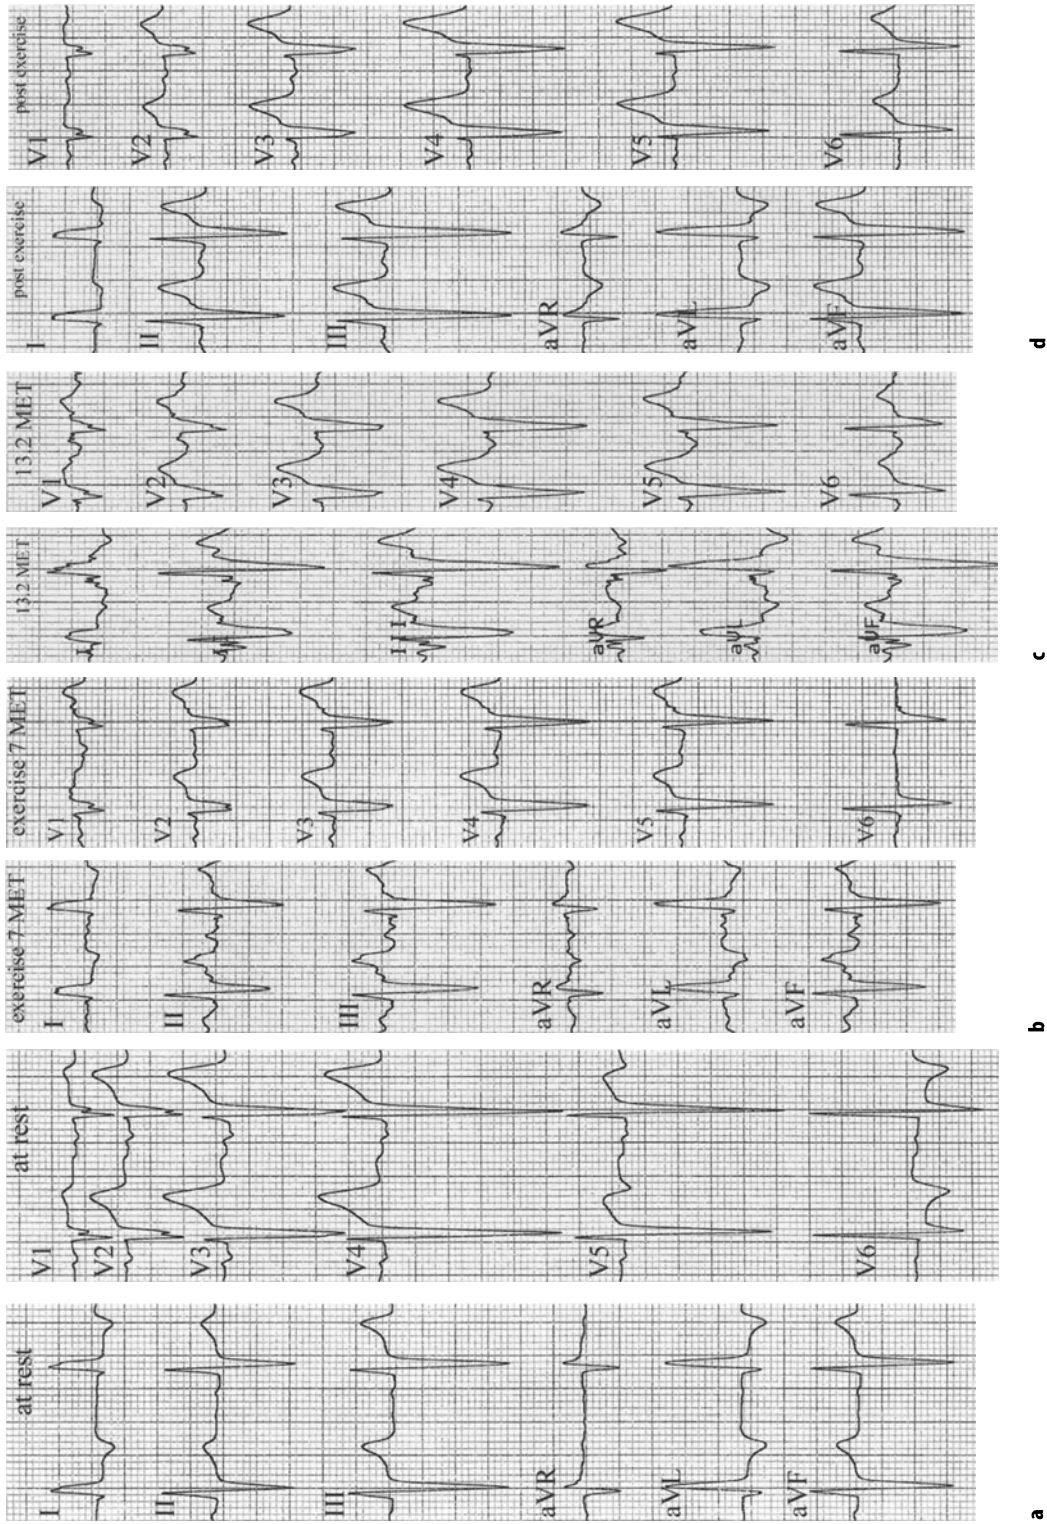 at rest
I
II
III
aVR
aVL
aVF
at rest
V1
V2
V3
V4
V5
V6
a
exercise 7 MET
I
II
III
aVR
aVL
aVF
exercise 7 MET
V1
V2
V3
V4
V5
V6
b
13.2 MET
I
II
III
aVR
aVL
aVF
13.2 MET
V1
V2
V3
V4
V5
V6
c
post exercise
I
II
III
aVR
aVL
aVF
post exercise
V1
V2
V3
V4
V5
V6
d